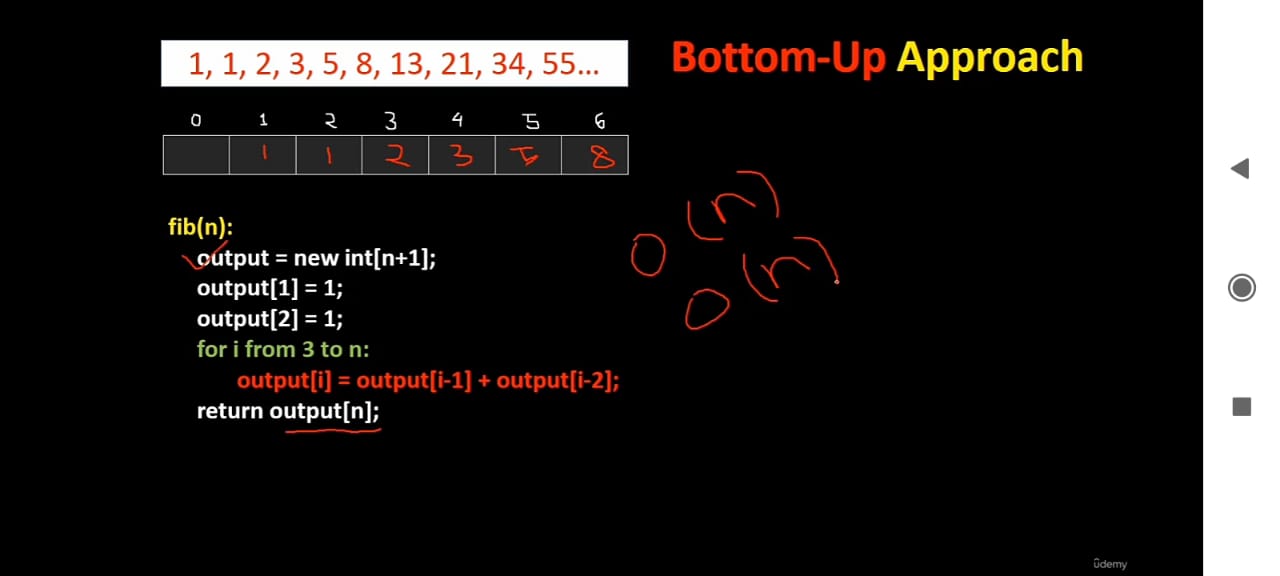 Bottom-Up Approach
1, 1, 2, 3, 5, 8, 13, 21, 34, 55...
0 1 2 3 4 5 6
1 1 2 3 5 8
fib(n):
output = new int[n+1];
output[1] = 1;
output[2] = 1;
for i from 3 to n:
output[i] = output[i-1] + output[i-2];
return output[n];
O(n)
O(n)
ûdemy